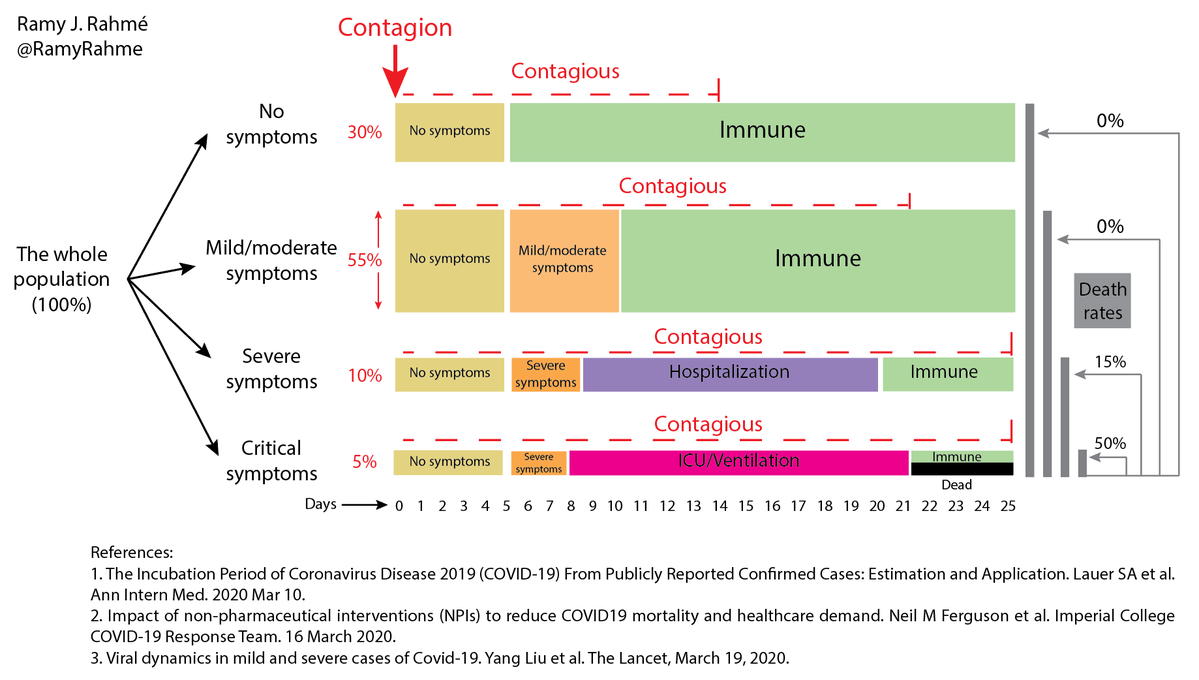 Ramy J. Rahmé
@RamyRahme
Contagion
Contagious
No
symptoms
30%
No symptoms
Immune
0%
Contagious
The whole
population
(100%)
Mild/moderate
symptoms
55%
No symptoms
Mild/moderate
symptoms
Immune
0%
Death
rates
Contagious
Severe
symptoms
10%
No symptoms
Severe
symptoms
Hospitalization
Immune
15%
Contagious
Critical
symptoms
5%
No symptoms
Severe
symptoms
ICU/Ventilation
Immune
Dead
50%
Days 0 1 2 3 4 5 6 7 8 9 10 11 12 13 14 15 16 17 18 19 20 21 22 23 24 25
References:
1. The Incubation Period of Coronavirus Disease 2019 (COVID-19) From Publicly Reported Confirmed Cases: Estimation and Application. Lauer SA et al.
Ann Intern Med. 2020 Mar 10.
2. Impact of non-pharmaceutical interventions (NPIs) to reduce COVID19 mortality and healthcare demand. Neil M Ferguson et al. Imperial College
COVID-19 Response Team. 16 March 2020.
3. Viral dynamics in mild and severe cases of Covid-19. Yang Liu et al. The Lancet, March 19, 2020.